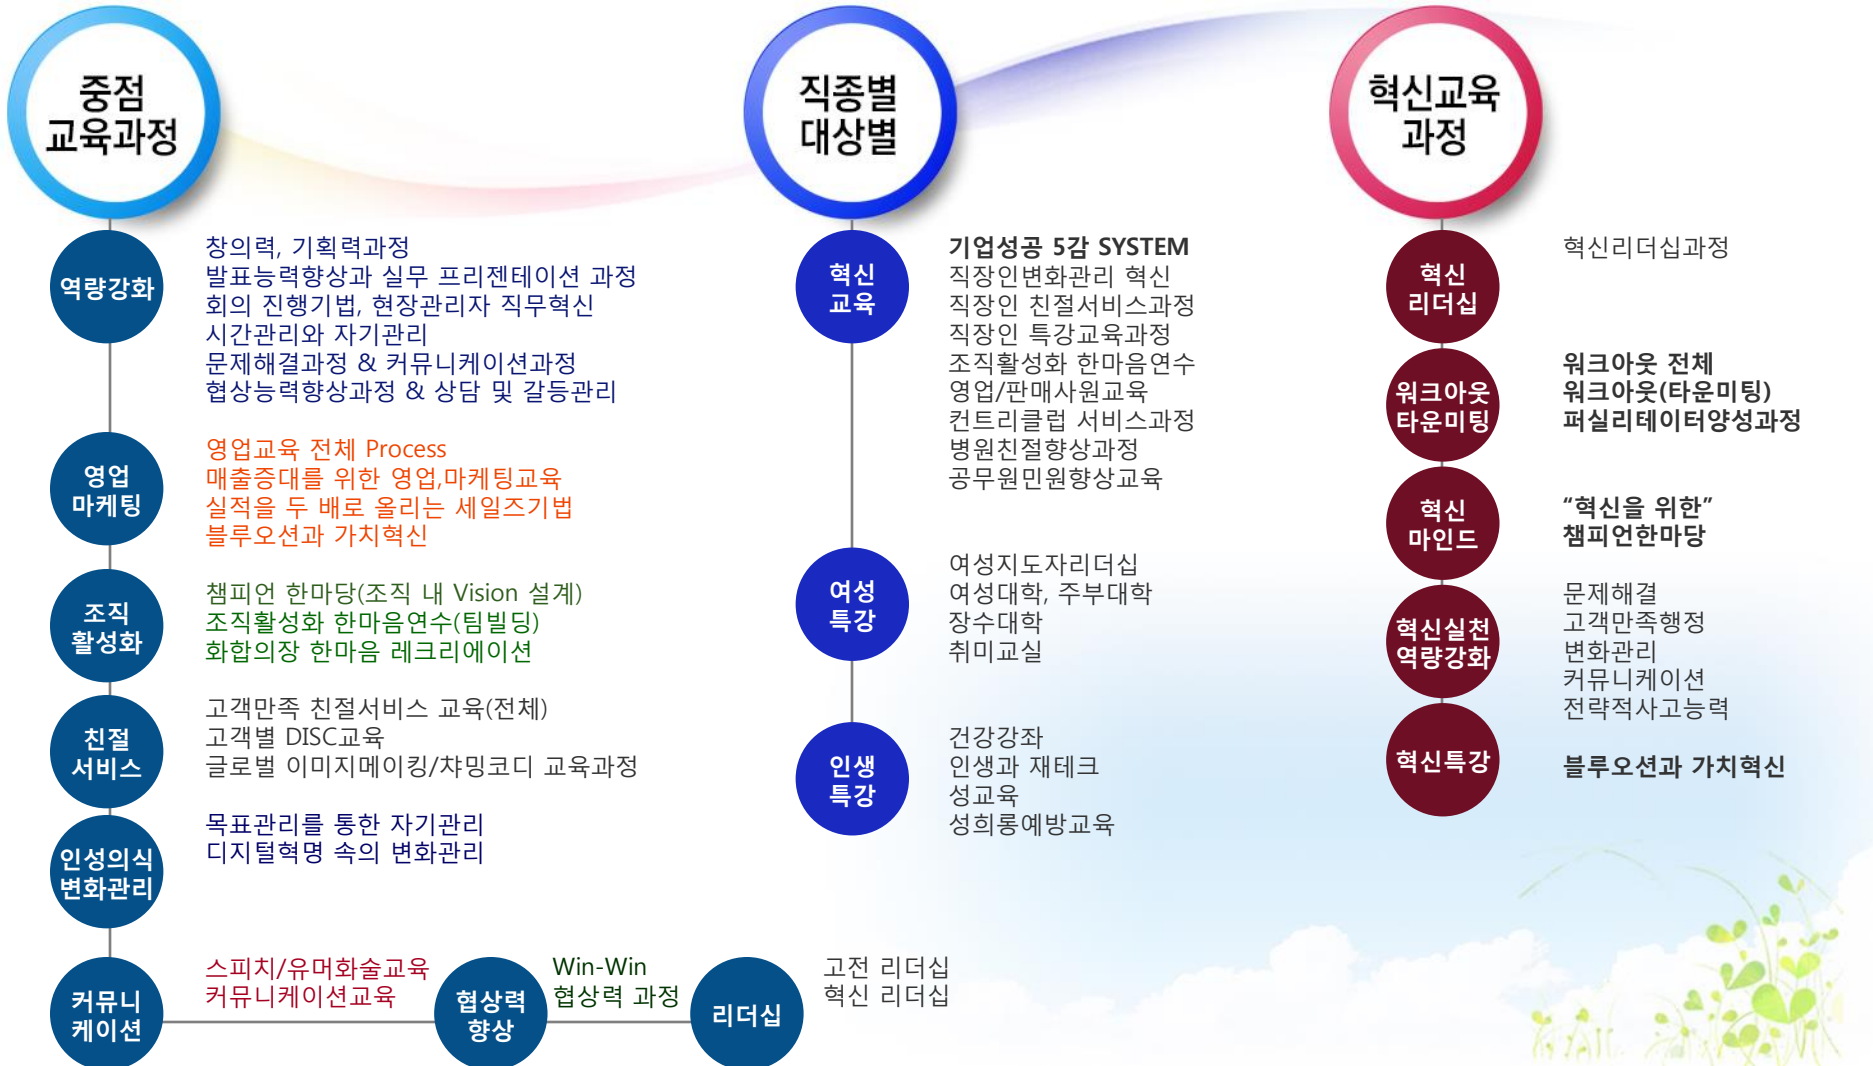 중점
교육과정
역량강화
창의력, 기획력과정
발표능력향상과 실무 프리젠테이션 과정
회의 진행기법, 현장관리자 직무혁신
시간관리와 자기관리
문제해결과정 & 커뮤니케이션과정
협상능력향상과정 & 상담 및 갈등관리
영업
마케팅
영업교육 전체 Process
매출증대를 위한 영업,마케팅교육
실적을 두 배로 올리는 세일즈기법
블루오션과 가치혁신
조직
활성화
챔피언 한마당(조직 내 Vision 설계)
조직활성화 한마음연수(팀빌딩)
화합의장 한마음 레크리에이션
친절
서비스
고객만족 친절서비스 교육(전체)
고객별 DISC교육
글로벌 이미지메이킹/챠밍코디 교육과정
인성의식
변화관리
목표관리를 통한 자기관리
디지털혁명 속의 변화관리
커뮤니
케이션
스피치/유머화술교육
커뮤니케이션교육
협상력
향상
Win-Win
협상력 과정
리더십
고전 리더십
혁신 리더십
직종별
대상별
혁신
교육
기업성공 5감 SYSTEM
직장인변화관리 혁신
직장인 친절서비스과정
직장인 특강교육과정
조직활성화 한마음연수
영업/판매사원교육
컨트리클럽 서비스과정
병원친절향상과정
공무원민원향상교육
여성
특강
여성지도자리더십
여성대학, 주부대학
장수대학
취미교실
인생
특강
건강강좌
인생과 재테크
성교육
성희롱예방교육
혁신교육
과정
혁신
리더십
혁신리더십과정
워크아웃
타운미팅
워크아웃 전체
워크아웃(타운미팅)
퍼실리테이터양성과정
혁신
마인드
“혁신을 위한”
챔피언한마당
혁신실천
역량강화
문제해결
고객만족행정
변화관리
커뮤니케이션
전략적사고능력
혁신특강
블루오션과 가치혁신